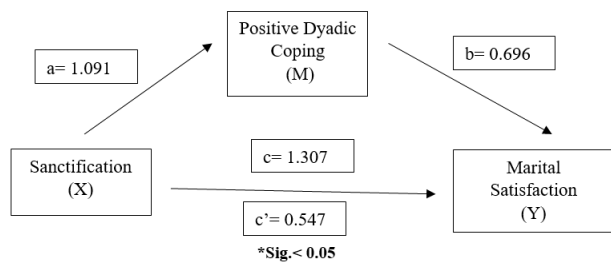 Positive Dyadic
Coping
(M)
a= 1.091
b= 0.696
Sanctification
(X)
c= 1.307
Marital
Satisfaction
(Y)
c’= 0.547
*Sig.< 0.05